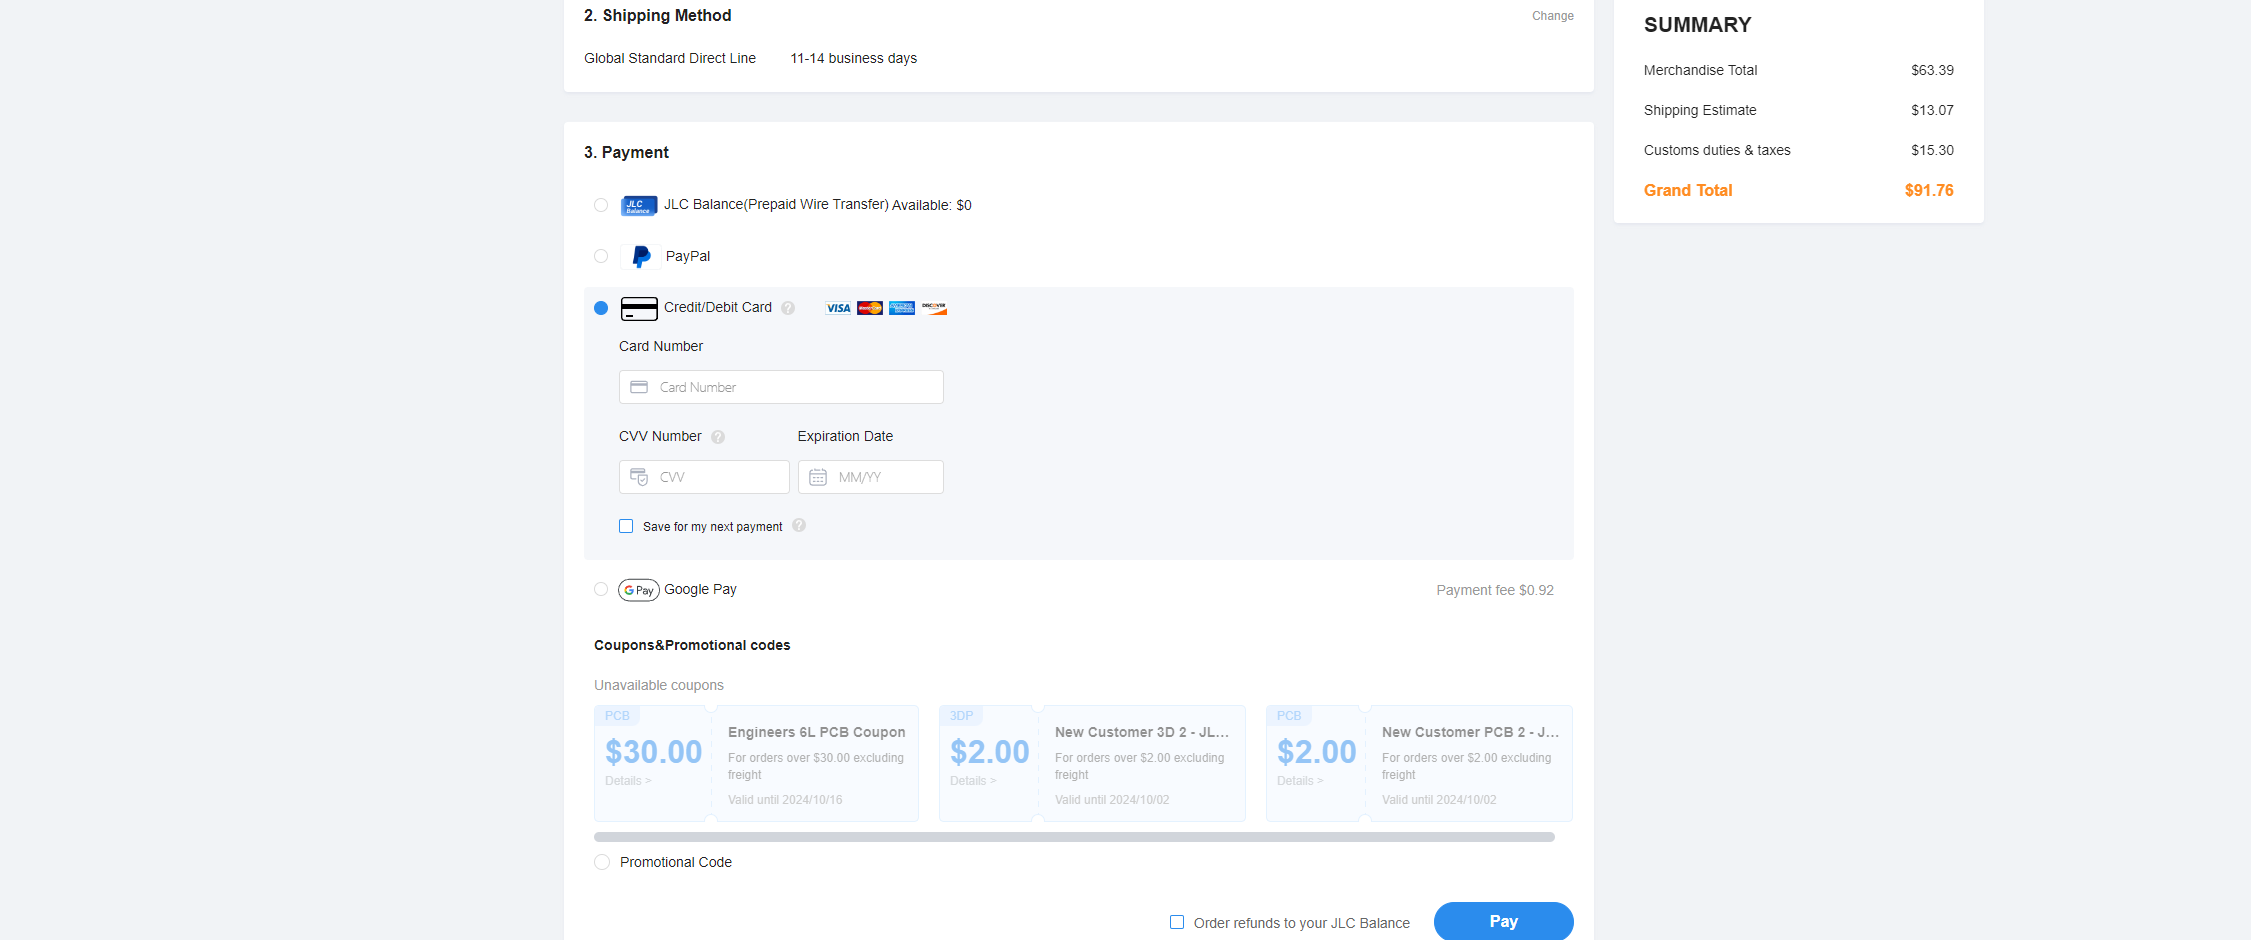 2. Shipping Method
Change
Global Standard Direct Line 11-14 business days
3. Payment
JLC Balance JLC Balance(Prepaid Wire Transfer) Available: $0
PayPal
Credit/Debit Card ? VISA MasterCard DISCOVER
Card Number
Card Number
CVV Number ? Expiration Date
CVV MM/YY
Save for my next payment ?
G Pay Google Pay Payment fee $0.92
Coupons&Promotional codes
Unavailable coupons
PCB
$30.00
Details >
Engineers 6L PCB Coupon
For orders over $30.00 excluding
freight
Valid until 2024/10/16
3DP
$2.00
Details >
New Customer 3D 2 - JL...
For orders over $2.00 excluding
freight
Valid until 2024/10/02
PCB
$2.00
Details >
New Customer PCB 2 - J...
For orders over $2.00 excluding
freight
Valid until 2024/10/02
Promotional Code
Order refunds to your JLC Balance
Pay
SUMMARY
Merchandise Total $63.39
Shipping Estimate $13.07
Customs duties & taxes $15.30
Grand Total $91.76